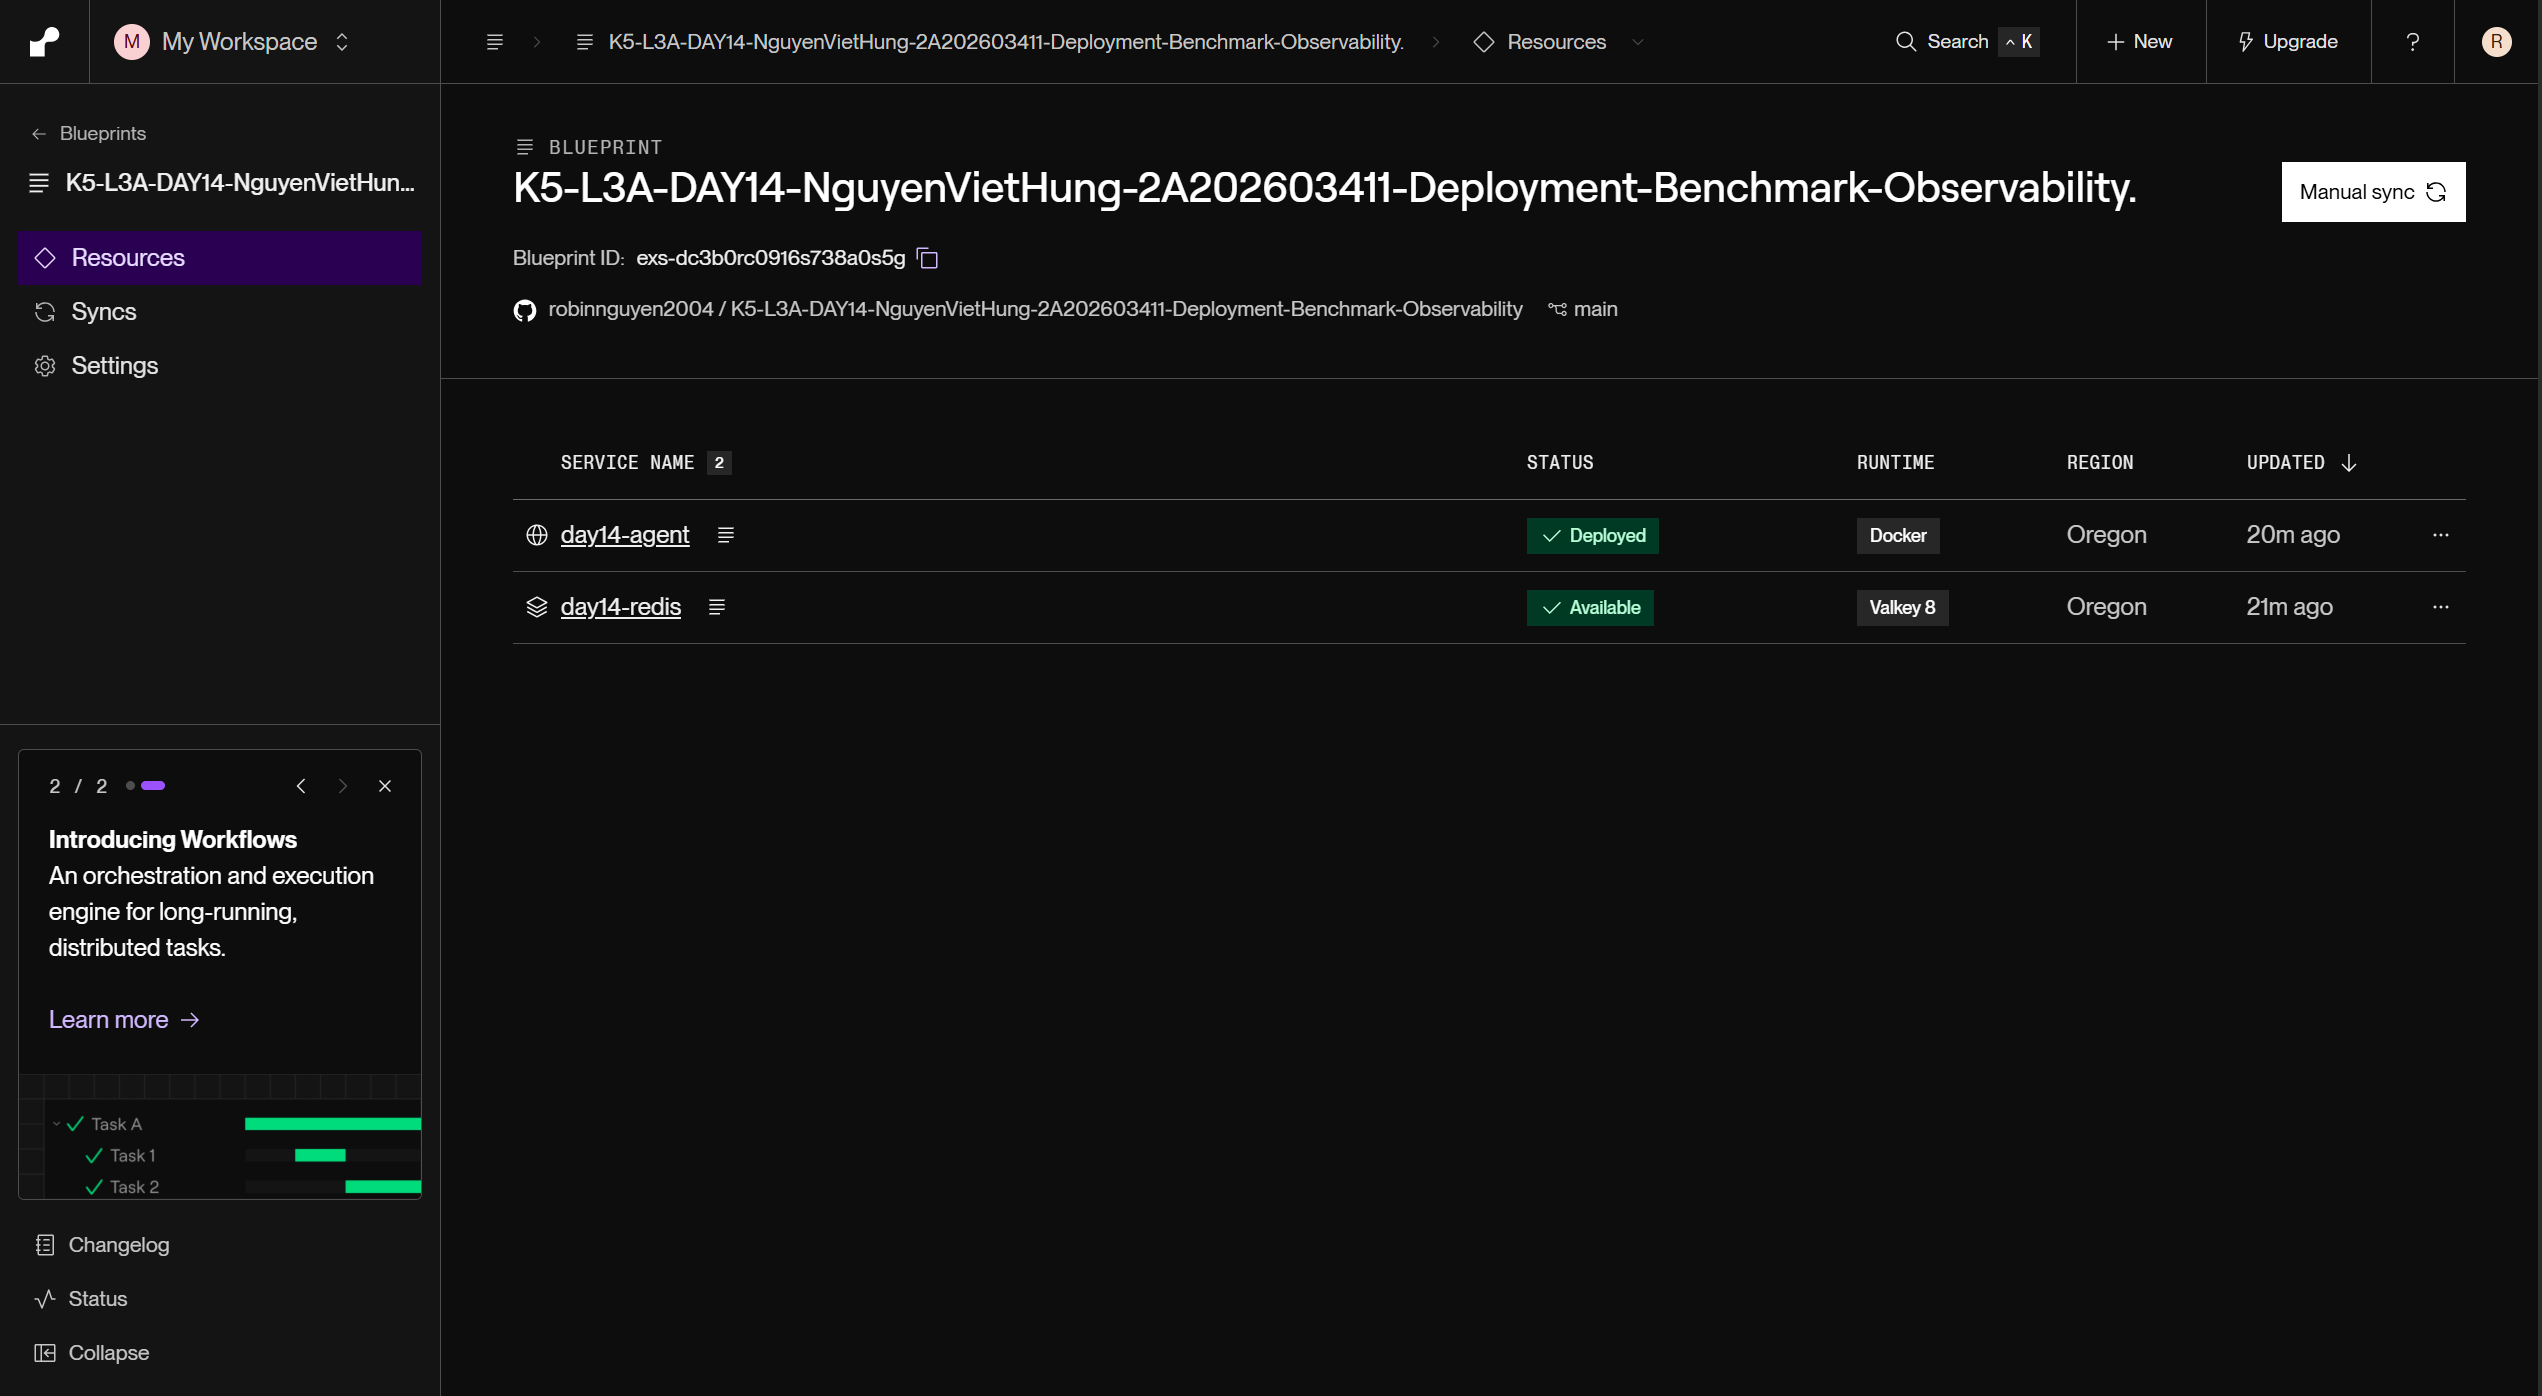 M My Workspace
K5-L3A-DAY14-NguyenVietHung-2A202603411-Deployment-Benchmark-Observability.
Resources
Search ^ K
+ New
Upgrade
?
R
← Blueprints
K5-L3A-DAY14-NguyenVietHun...
Resources
Syncs
Settings
BLUEPRINT
K5-L3A-DAY14-NguyenVietHung-2A202603411-Deployment-Benchmark-Observability.
Manual sync
Blueprint ID: exs-dc3b0rc0916s738a0s5g
robinnguyen2004 / K5-L3A-DAY14-NguyenVietHung-2A202603411-Deployment-Benchmark-Observability main
SERVICE NAME 2 STATUS RUNTIME REGION UPDATED ↓
day14-agent Deployed Docker Oregon 20m ago ...
day14-redis Available Valkey 8 Oregon 21m ago ...
2 / 2
Introducing Workflows
An orchestration and execution
engine for long-running,
distributed tasks.
Learn more →
Task A
Task 1
Task 2
Changelog
Status
Collapse